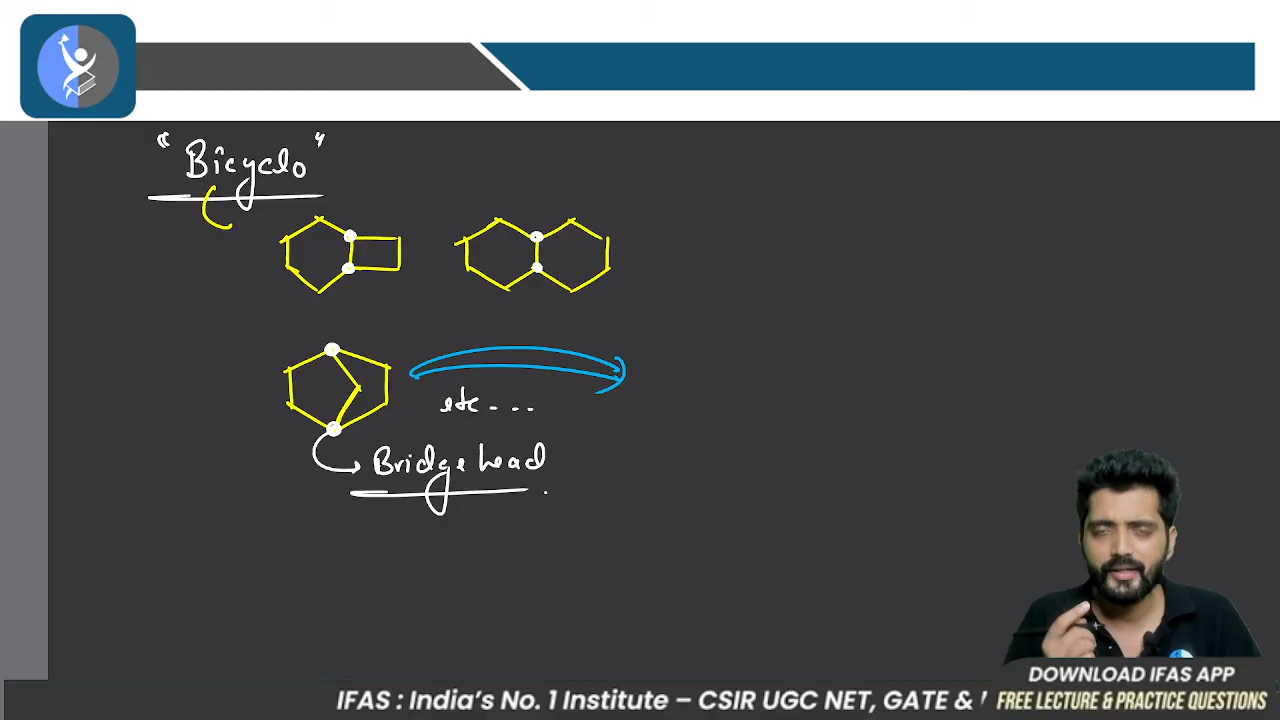 "Bicyclo"
etc....
Bridge head
DOWNLOAD IFAS APP
IFAS : India's No. 1 Institute – CSIR UGC NET, GATE &
FREE LECTURE & PRACTICE QUESTIONS